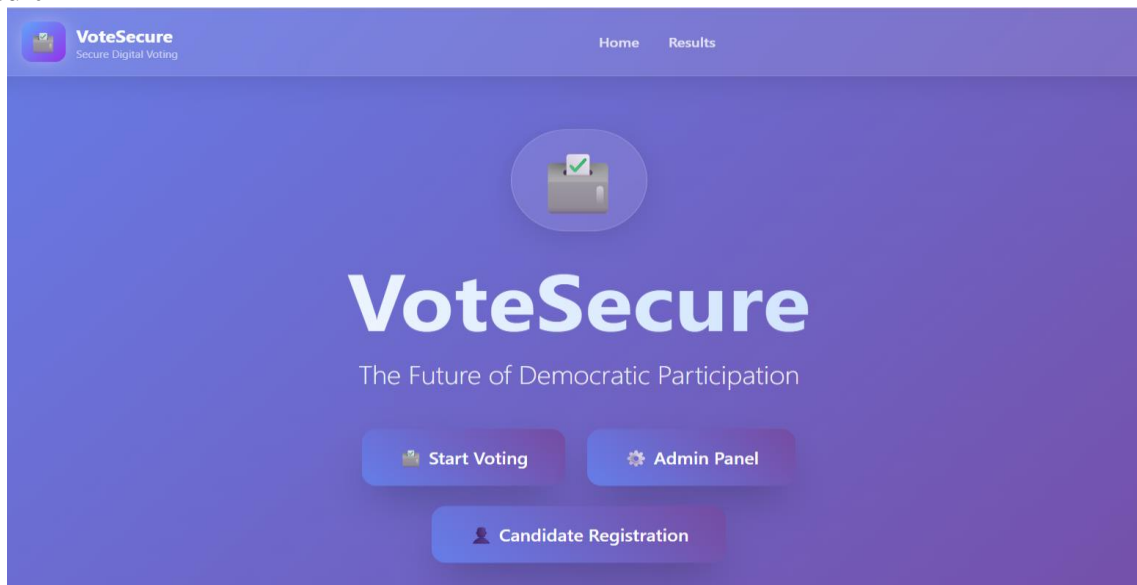 VoteSecure
Secure Digital Voting
Home Results
VoteSecure
The Future of Democratic Participation
Start Voting
Admin Panel
Candidate Registration